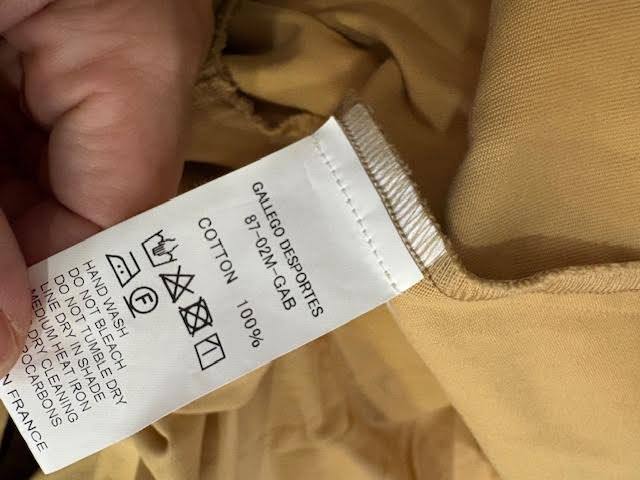 GALLEGO DESPORTES
87-02M-GAB
COTTON 100%
F
HAND WASH
DO NOT BLEACH
DO NOT TUMBLE DRY
LINE DRY IN SHADE
MEDIUM HEAT IRON
DRY CLEANING
FRANCE